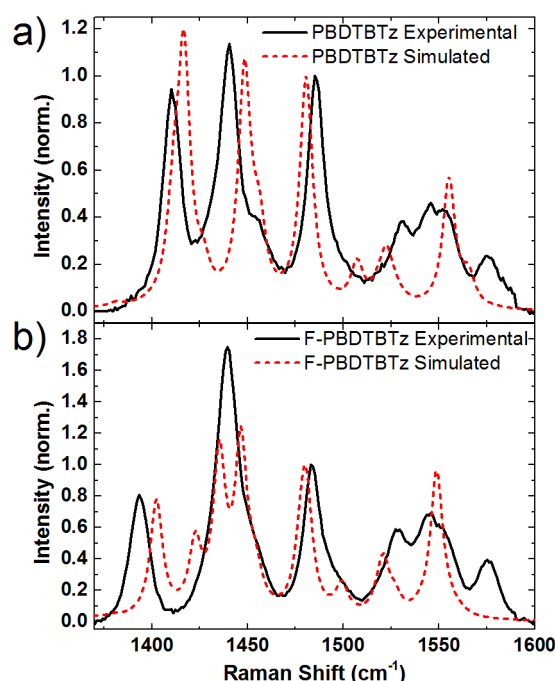 a)
PBDTBTz Experimental
PBDTBTz Simulated
1.2
1.0
0.8
0.6
0.4
0.2
0.0
Intensity (norm.)
b)
F-PBDTBTz Experimental
F-PBDTBTz Simulated
1.8
1.6
1.4
1.2
1.0
0.8
0.6
0.4
0.2
0.0
Intensity (norm.)
1400 1450 1500 1550 1600
Raman Shift (cm⁻¹)